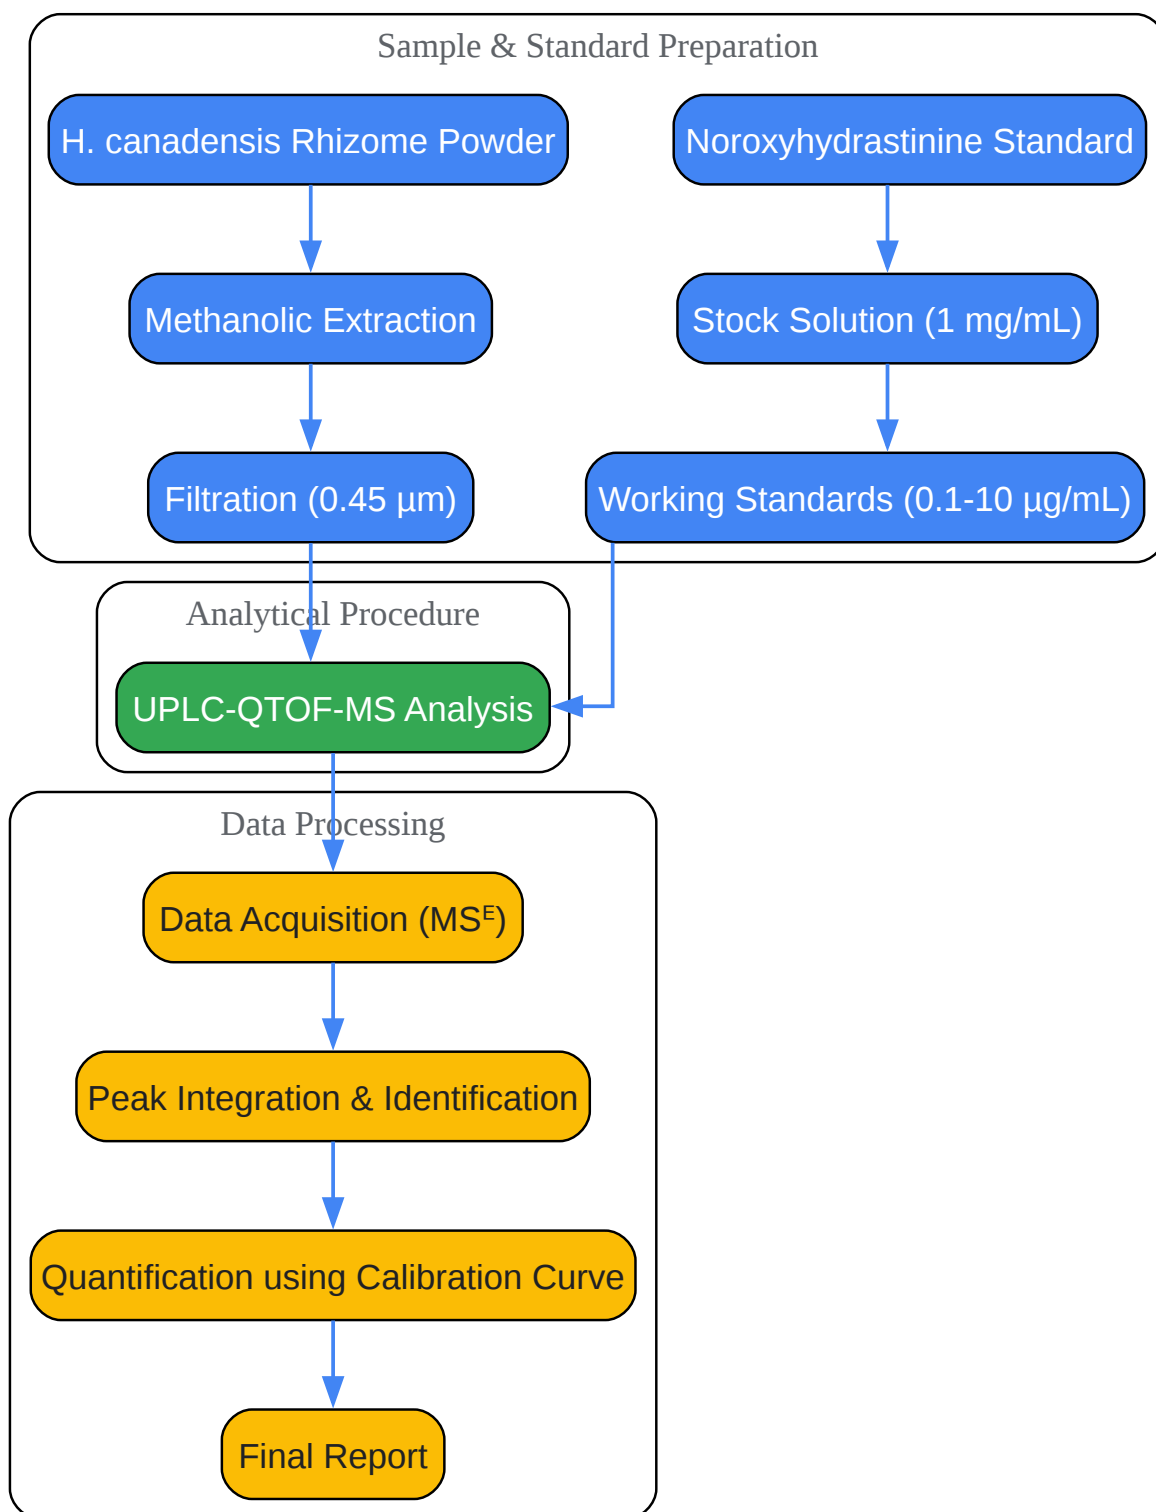 Sample & Standard Preparation
H. canadensis Rhizome Powder
Noroxyhydrastinine Standard
Methanolic Extraction
Stock Solution (1 mg/mL)
Filtration (0.45 µm)
Working Standards (0.1-10 µg/mL)
Analytical Procedure
UPLC-QTOF-MS Analysis
Data Processing
Data Acquisition (MSᴱ)
Peak Integration & Identification
Quantification using Calibration Curve
Final Report